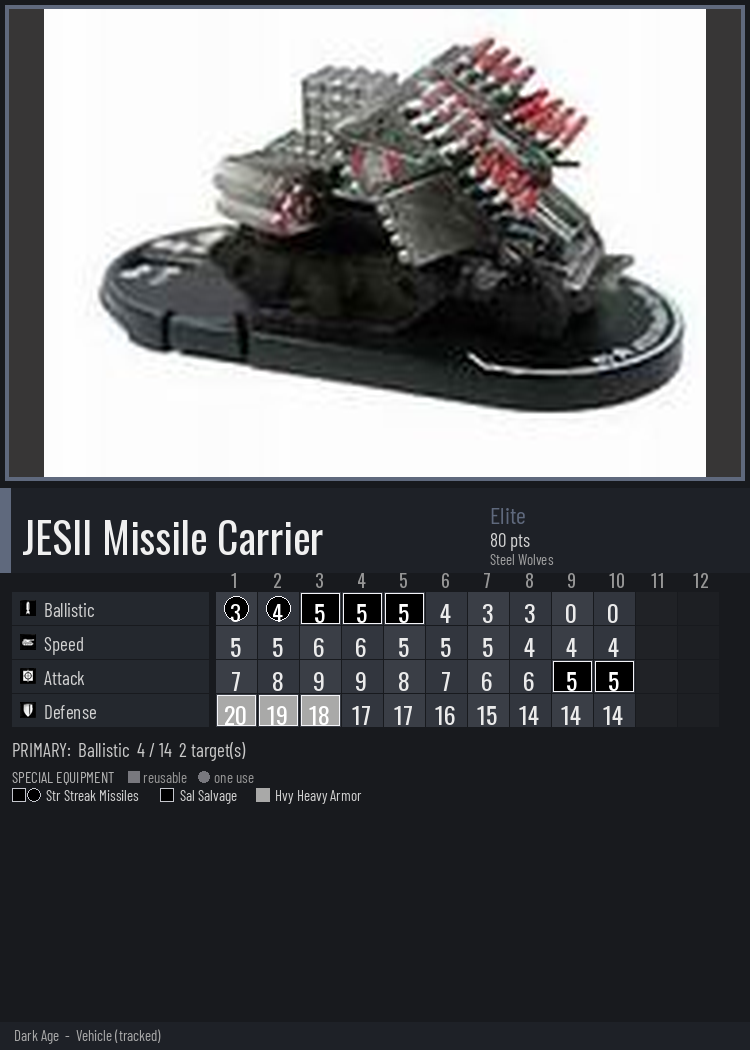 JESII Missile Carrier
Elite
80 pts
Steel Wolves
1 2 3 4 5 6 7 8 9 10 11 12
Ballistic 3 4 5 5 5 4 3 3 0 0
Speed 5 5 6 6 5 5 5 4 4 4
Attack 7 8 9 9 8 7 6 6 5 5
Defense 20 19 18 17 17 16 15 14 14 14
PRIMARY: Ballistic 4 / 14 2 target(s)
SPECIAL EQUIPMENT reusable one use
Str Streak Missiles Sal Salvage Hvy Heavy Armor
Dark Age - Vehicle (tracked)